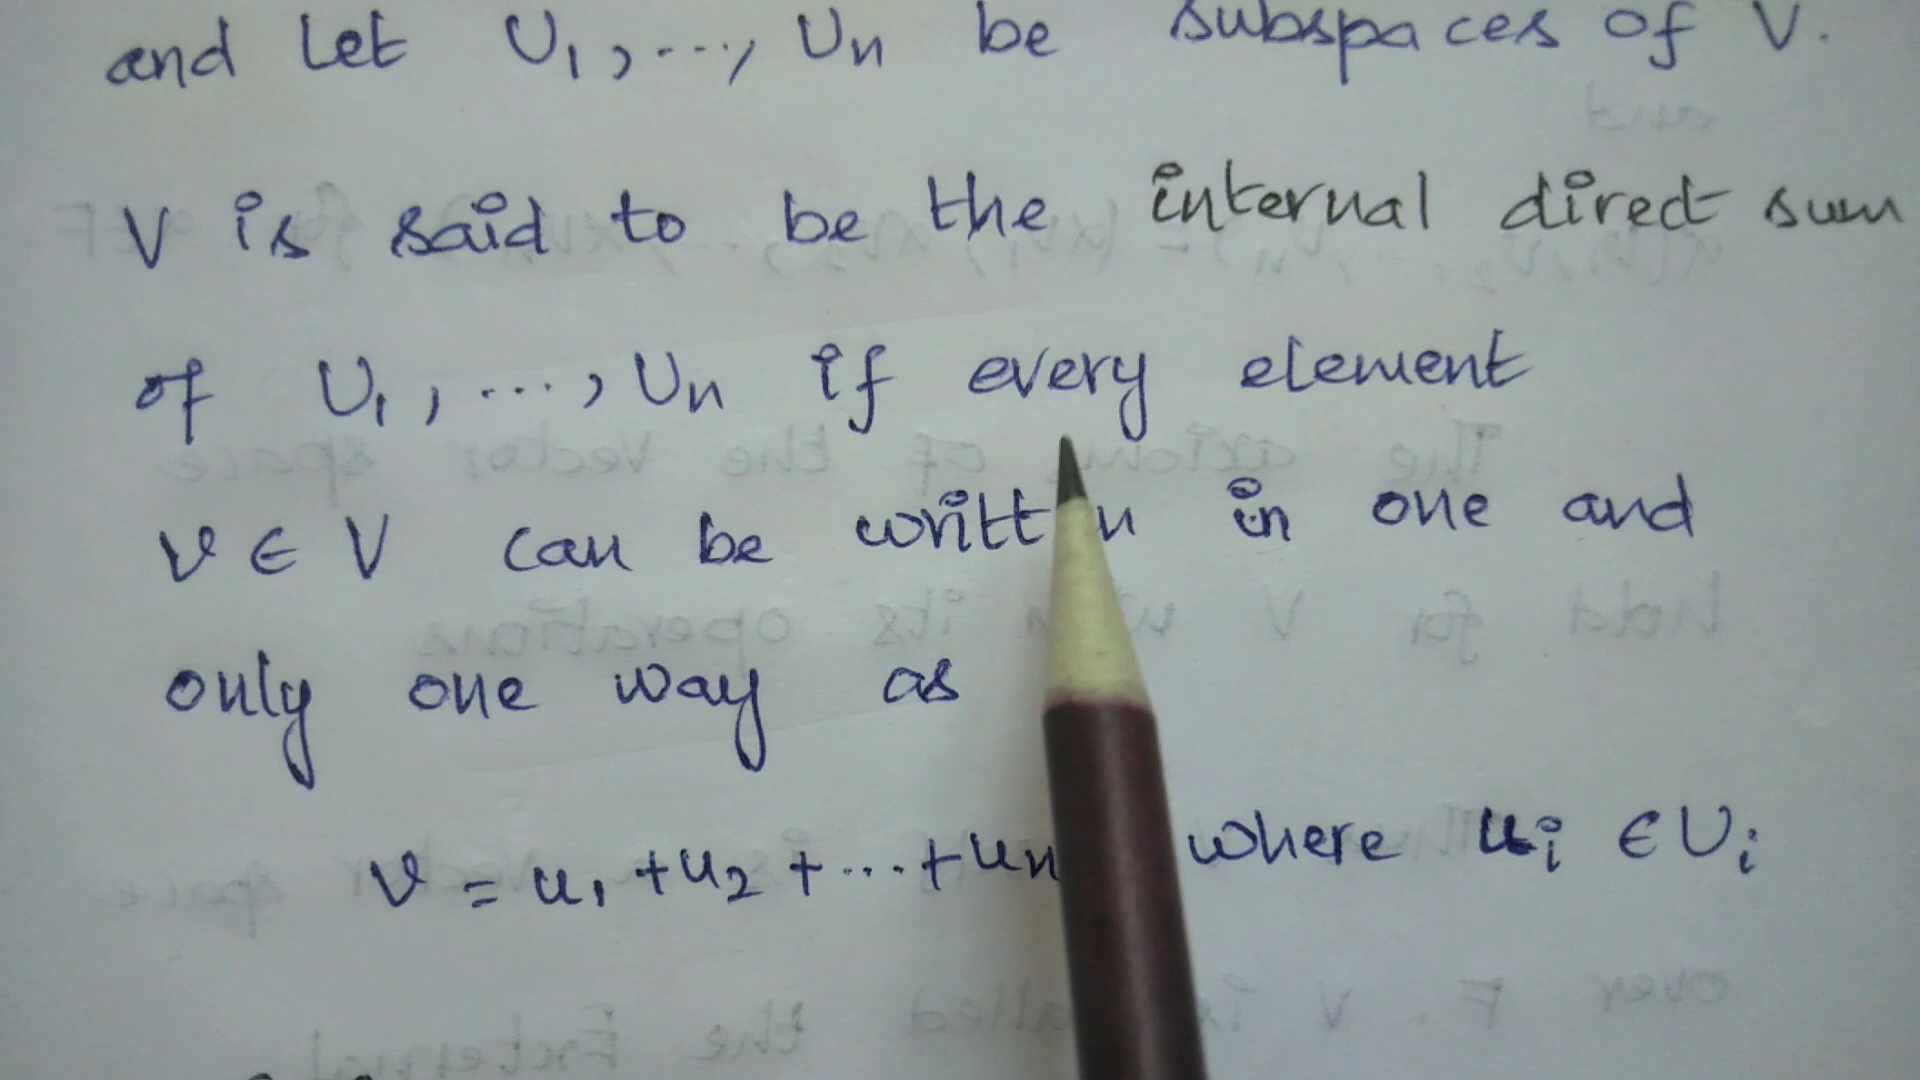 and Let U₁, ..., Uₙ be subspaces of V.
V is said to be the internal direct sum
of U₁, ..., Uₙ if every element
v ∈ V can be written in one and
only one way as
v = u₁ + u₂ + ... + uₙ where uᵢ ∈ Uᵢ